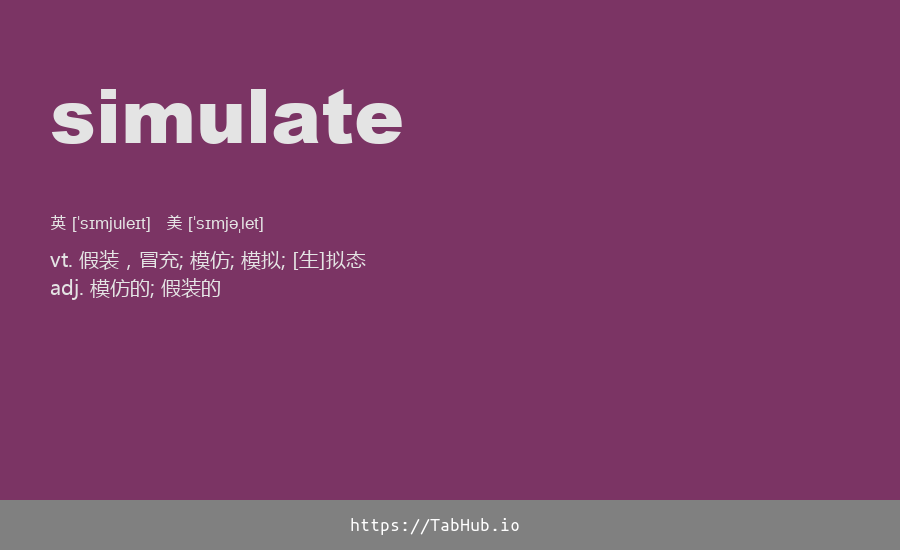 simulate
英 [ˈsɪmjuleɪt] 美 [ˈsɪmjəˌlet]
vt. 假装，冒充; 模仿; 模拟; [生]拟态
adj. 模仿的; 假装的
https://TabHub.io